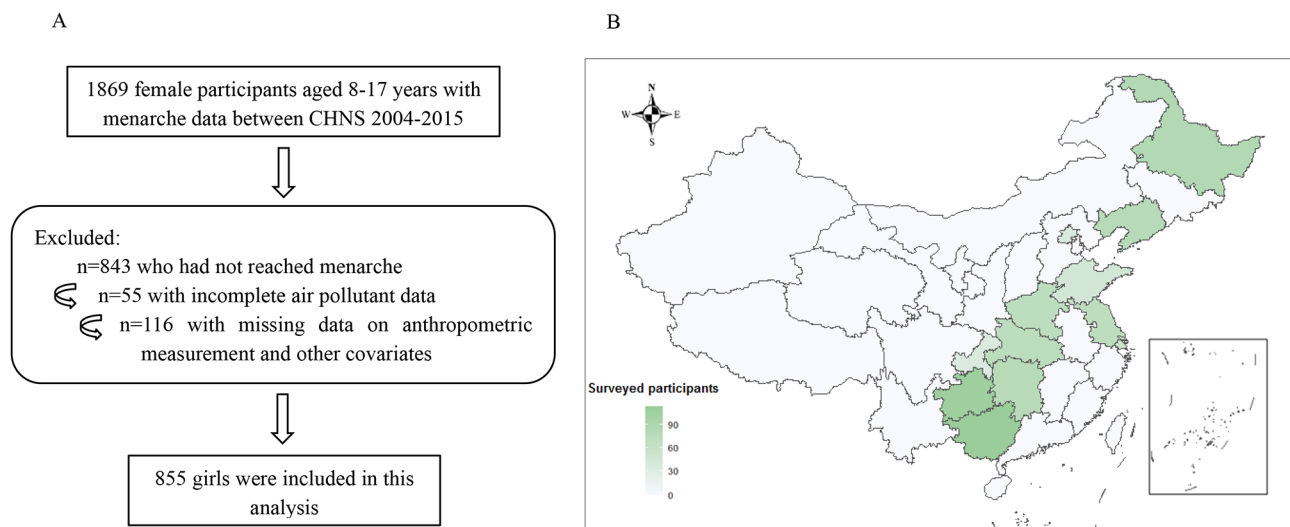 A
1869 female participants aged 8-17 years with
menarche data between CHNS 2004-2015
Excluded:
n=843 who had not reached menarche
n=55 with incomplete air pollutant data
n=116 with missing data on anthropometric
measurement and other covariates
855 girls were included in this
analysis
B
N
W E
S
Surveyed participants
90
60
30
0